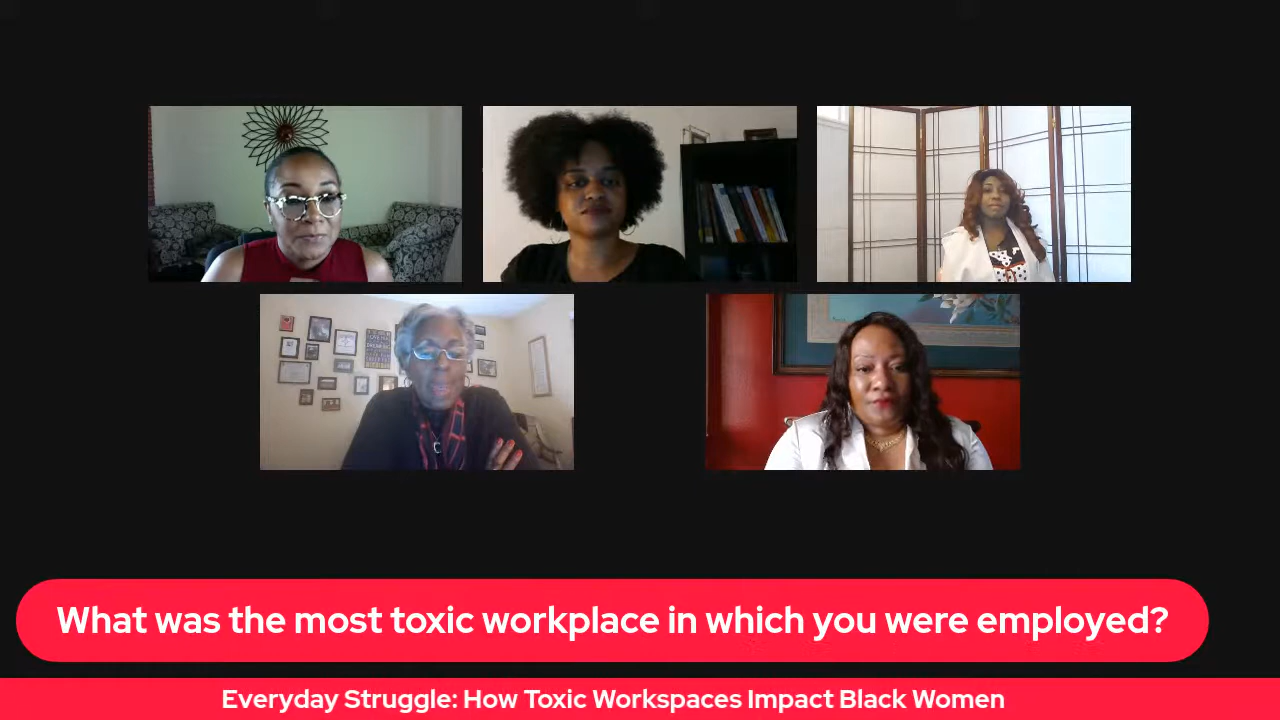 What was the most toxic workplace in which you were employed?
Everyday Struggle: How Toxic Workspaces Impact Black Women